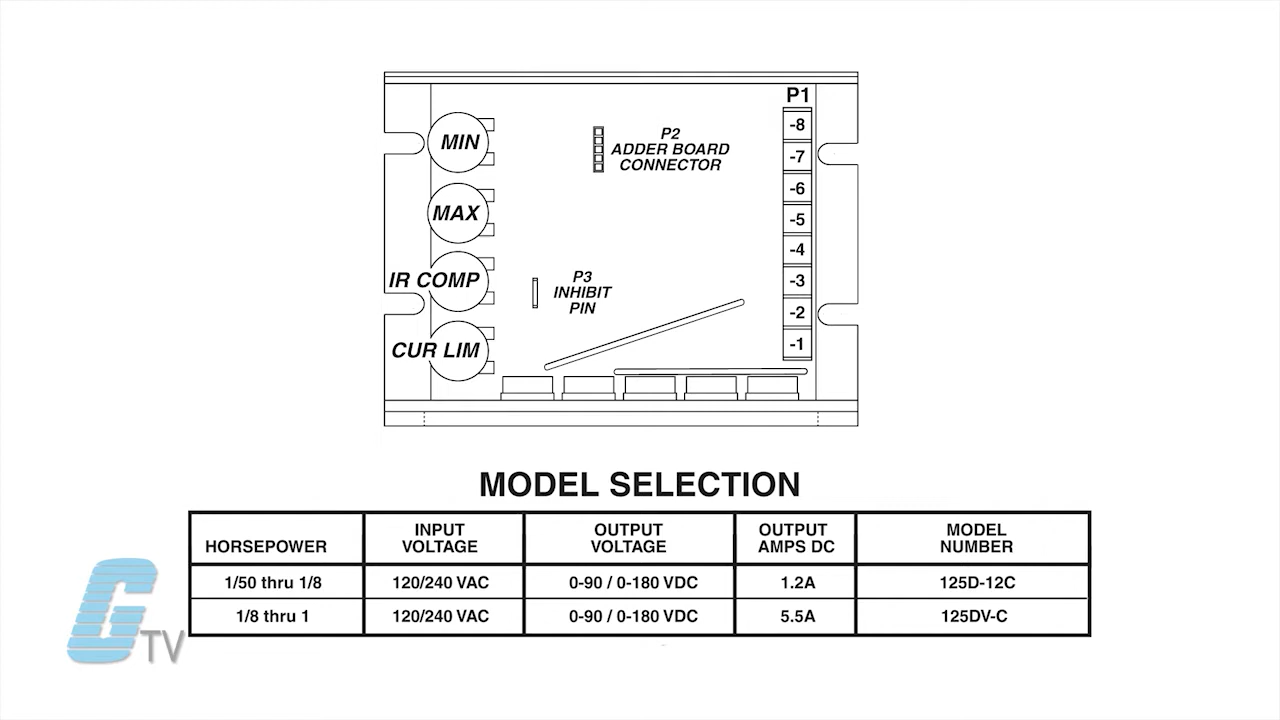 P1
-8
-7
-6
-5
-4
-3
-2
-1
MIN
MAX
IR COMP
CUR LIM
P2
ADDER BOARD
CONNECTOR
P3
INHIBIT
PIN
MODEL SELECTION
HORSEPOWER
INPUT
VOLTAGE
OUTPUT
VOLTAGE
OUTPUT
AMPS DC
MODEL
NUMBER
1/50 thru 1/8 120/240 VAC 0-90 / 0-180 VDC 1.2A 125D-12C
1/8 thru 1 120/240 VAC 0-90 / 0-180 VDC 5.5A 125DV-C
G TV